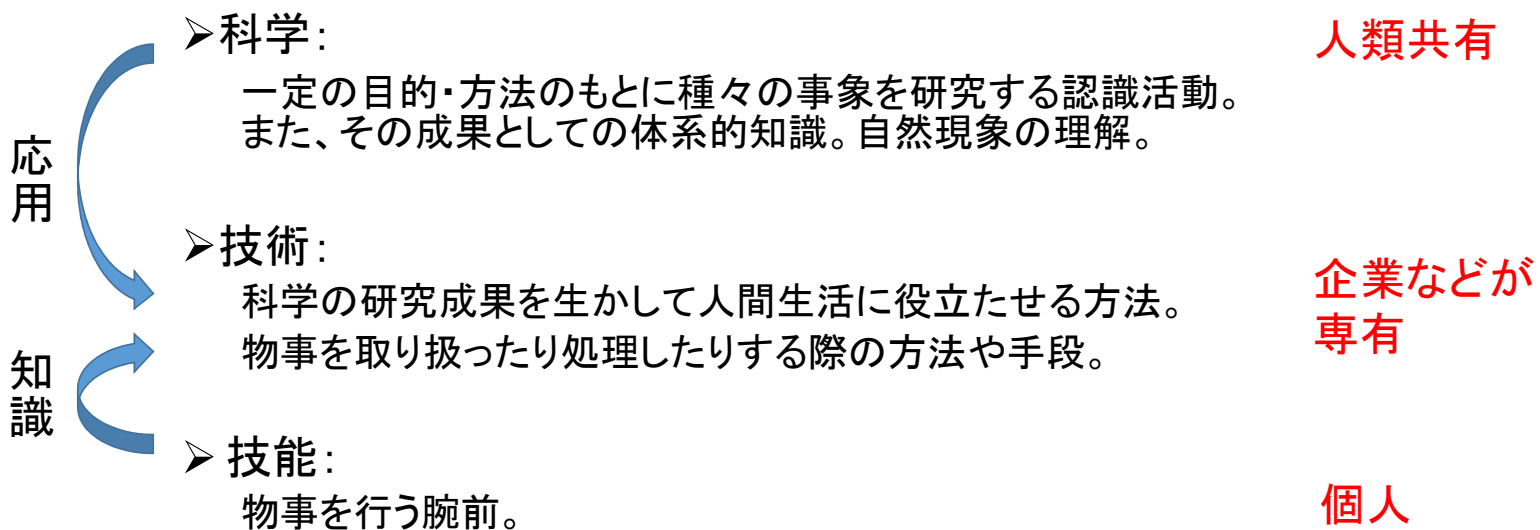 ➢科学:
人類共有
一定の目的・方法のもとに種々の事象を研究する認識活動。
また、その成果としての体系的知識。自然現象の理解。
応用
➢技術:
科学の研究成果を生かして人間生活に役立たせる方法。
物事を取り扱ったり処理したりする際の方法や手段。
企業などが
専有
知識
➢ 技能:
物事を行う腕前。
個人